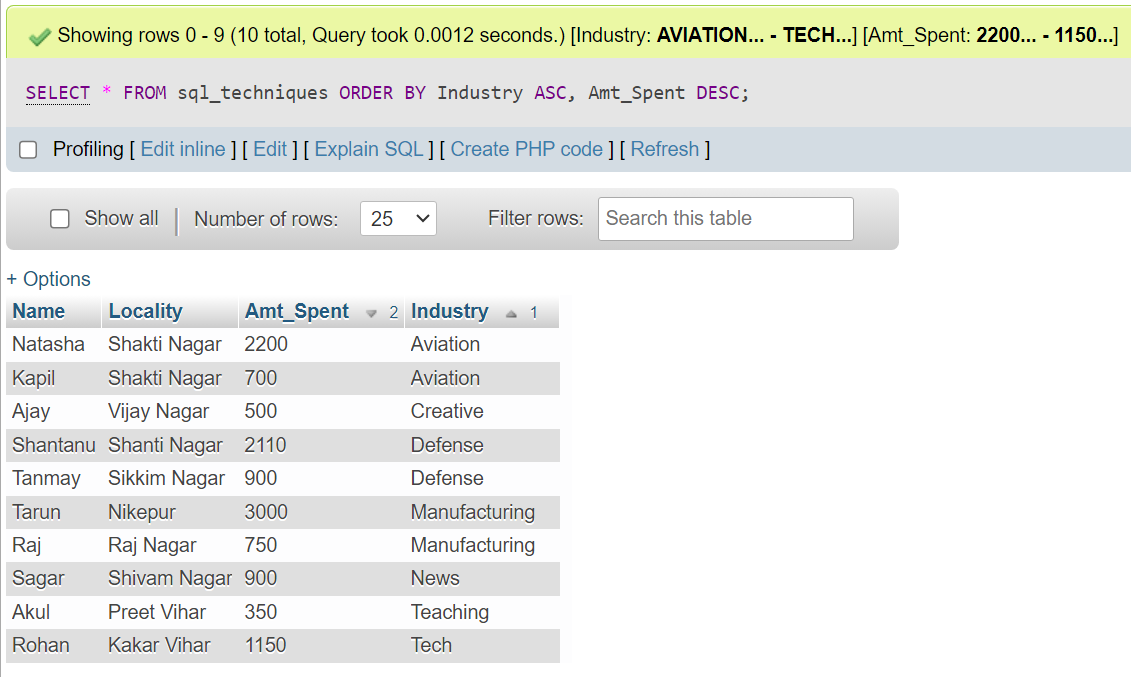 Showing rows 0 - 9 (10 total, Query took 0.0012 seconds.) [Industry: AVIATION... - TECH...] [Amt_Spent: 2200... - 1150...]
SELECT * FROM sql_techniques ORDER BY Industry ASC, Amt_Spent DESC;
Profiling [ Edit inline ] [ Edit ] [ Explain SQL ] [ Create PHP code ] [ Refresh ]
Show all | Number of rows: 25 Filter rows: Search this table
+ Options
Name Locality Amt_Spent 2 Industry 1
Natasha Shakti Nagar 2200 Aviation
Kapil Shakti Nagar 700 Aviation
Ajay Vijay Nagar 500 Creative
Shantanu Shanti Nagar 2110 Defense
Tanmay Sikkim Nagar 900 Defense
Tarun Nikepur 3000 Manufacturing
Raj Raj Nagar 750 Manufacturing
Sagar Shivam Nagar 900 News
Akul Preet Vihar 350 Teaching
Rohan Kakar Vihar 1150 Tech